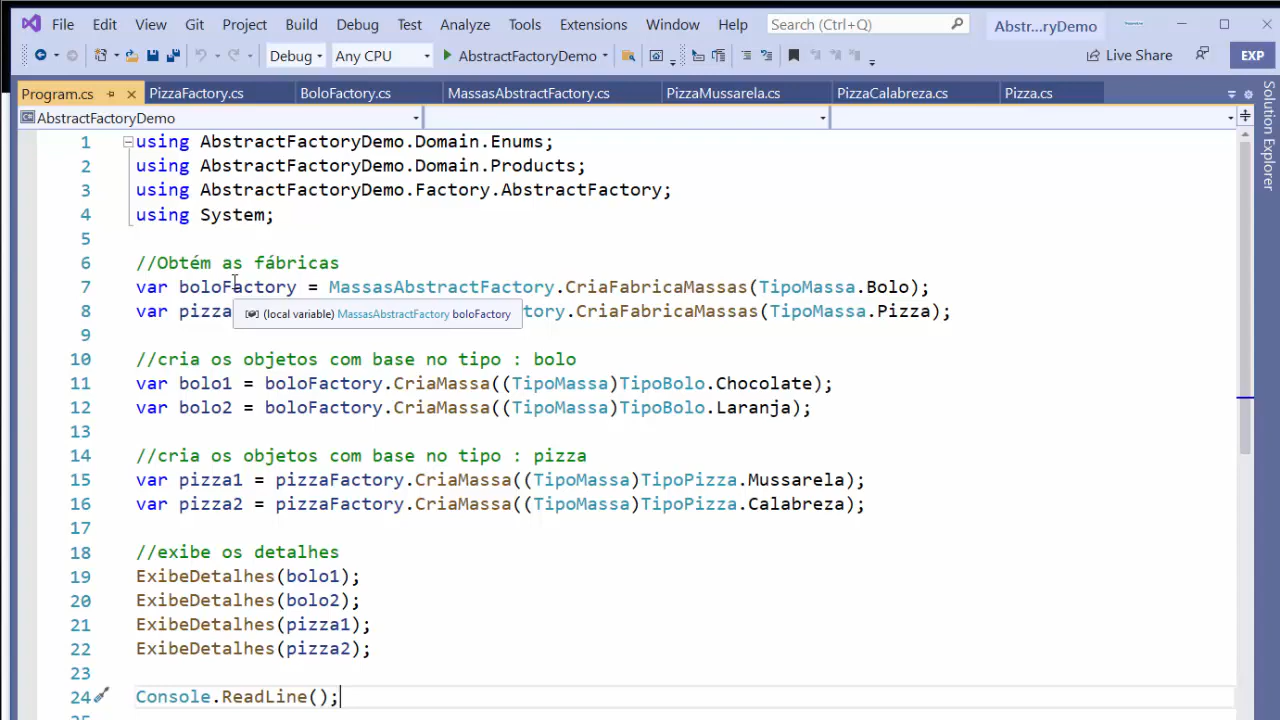 File Edit View Git Project Build Debug Test Analyze Tools Extensions Window Help Search (Ctrl+Q) Abstr...ryDemo
Debug Any CPU AbstractFactoryDemo Live Share EXP
Program.cs PizzaFactory.cs BoloFactory.cs MassasAbstractFactory.cs PizzaMussarela.cs PizzaCalabreza.cs Pizza.cs
AbstractFactoryDemo
Solution Explorer
1 using AbstractFactoryDemo.Domain.Enums;
2 using AbstractFactoryDemo.Domain.Products;
3 using AbstractFactoryDemo.Factory.AbstractFactory;
4 using System;
5
6 //Obtém as fábricas
7 var boloFactory = MassasAbstractFactory.CriaFabricaMassas(TipoMassa.Bolo);
8 var pizza (local variable) MassasAbstractFactory boloFactory tory.CriaFabricaMassas(TipoMassa.Pizza);
9
10 //cria os objetos com base no tipo : bolo
11 var bolo1 = boloFactory.CriaMassa((TipoMassa)TipoBolo.Chocolate);
12 var bolo2 = boloFactory.CriaMassa((TipoMassa)TipoBolo.Laranja);
13
14 //cria os objetos com base no tipo : pizza
15 var pizza1 = pizzaFactory.CriaMassa((TipoMassa)TipoPizza.Mussarela);
16 var pizza2 = pizzaFactory.CriaMassa((TipoMassa)TipoPizza.Calabreza);
17
18 //exibe os detalhes
19 ExibeDetalhes(bolo1);
20 ExibeDetalhes(bolo2);
21 ExibeDetalhes(pizza1);
22 ExibeDetalhes(pizza2);
23
24 Console.ReadLine();